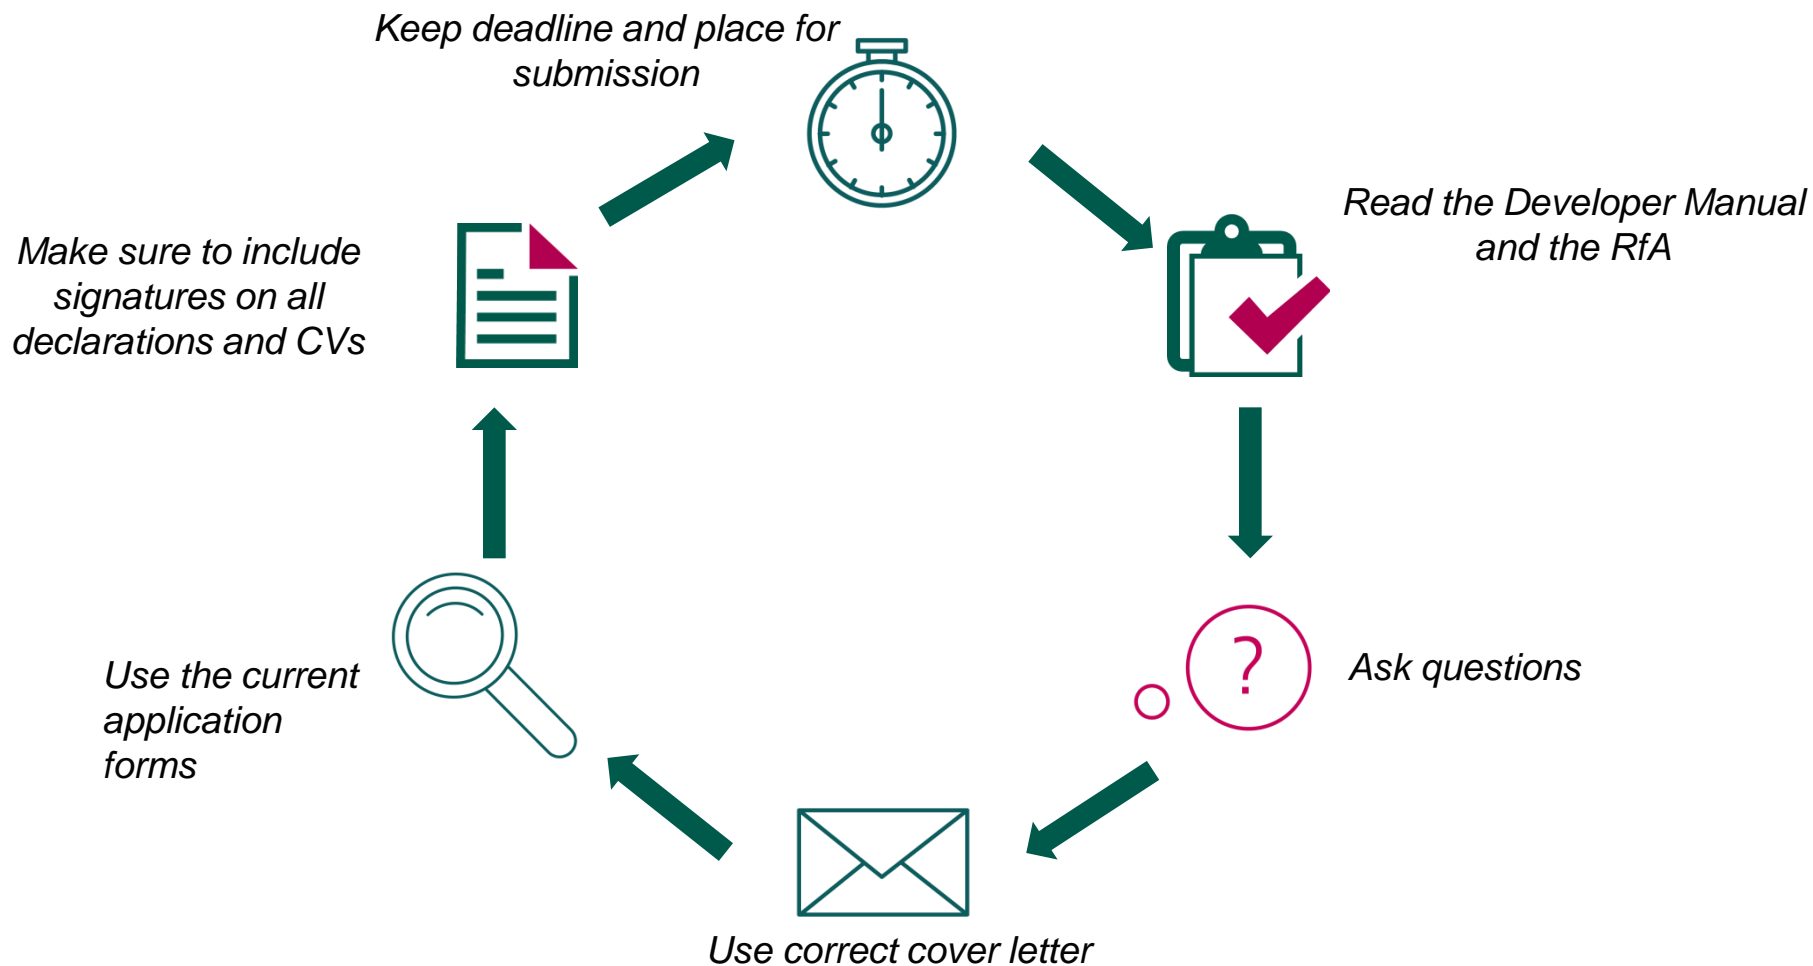 Keep deadline and place for
submission
Read the Developer Manual
and the RfA
Make sure to include
signatures on all
declarations and CVs
?
Ask questions
Use the current
application
forms
Use correct cover letter